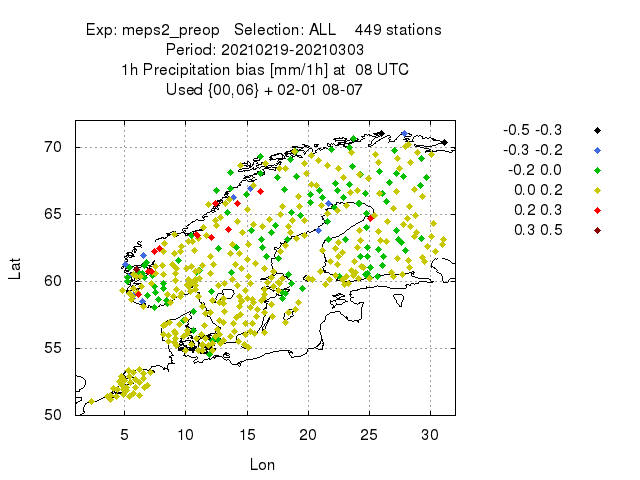 Exp: meps2_preop   Selection: ALL    449 stations
Period: 20210219-20210303
1h Precipitation bias [mm/1h] at  08 UTC
Used {00,06} + 02-01 08-07
-0.5 -0.3
-0.3 -0.2
-0.2 0.0
0.0 0.2
0.2 0.3
0.3 0.5
70
65
60
55
50
Lat
5 10 15 20 25 30
Lon